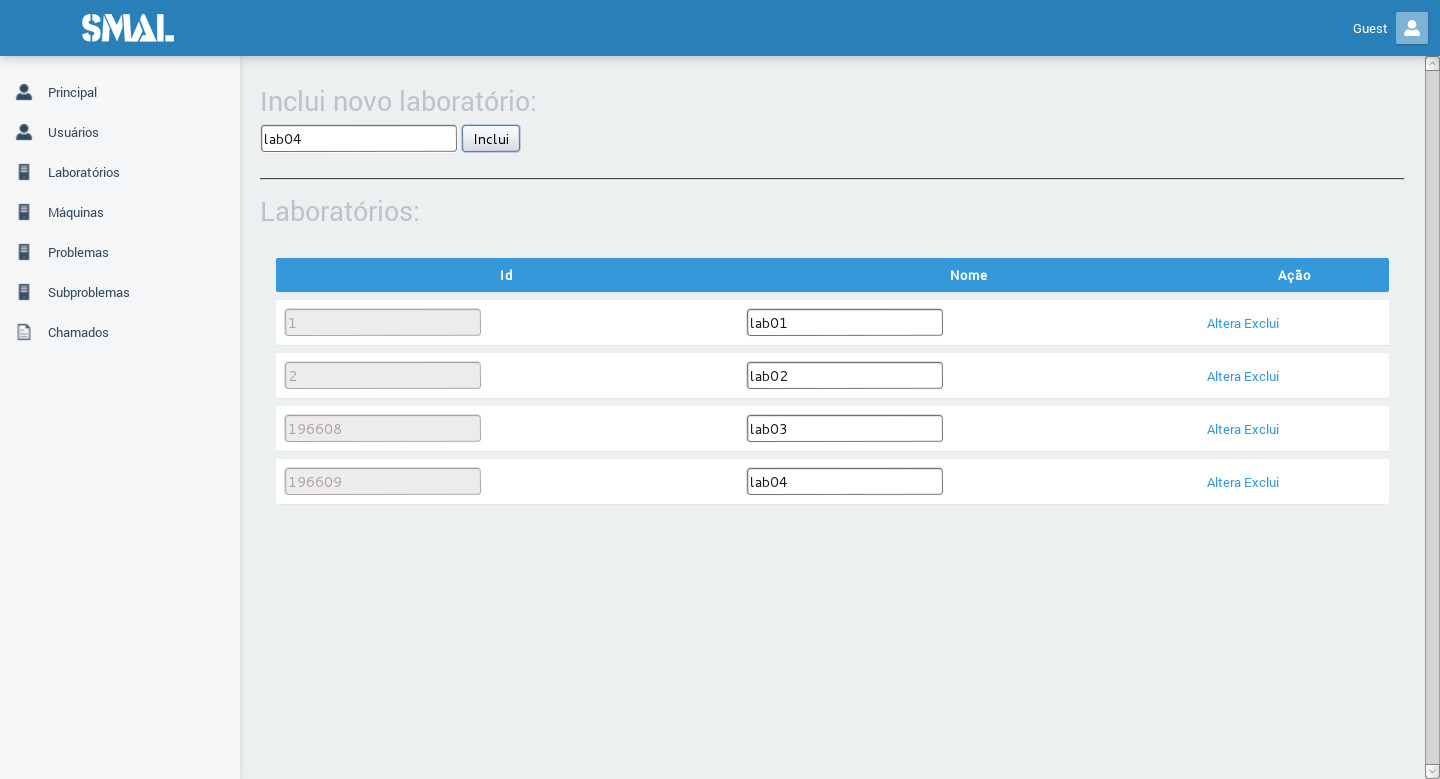 SMAL
Guest
Principal
Usuários
Laboratórios
Máquinas
Problemas
Subproblemas
Chamados
Inclui novo laboratório:
lab04 Inclui
Laboratórios:
Id Nome Ação
1 lab01 Altera Exclui
2 lab02 Altera Exclui
196608 lab03 Altera Exclui
196609 lab04 Altera Exclui